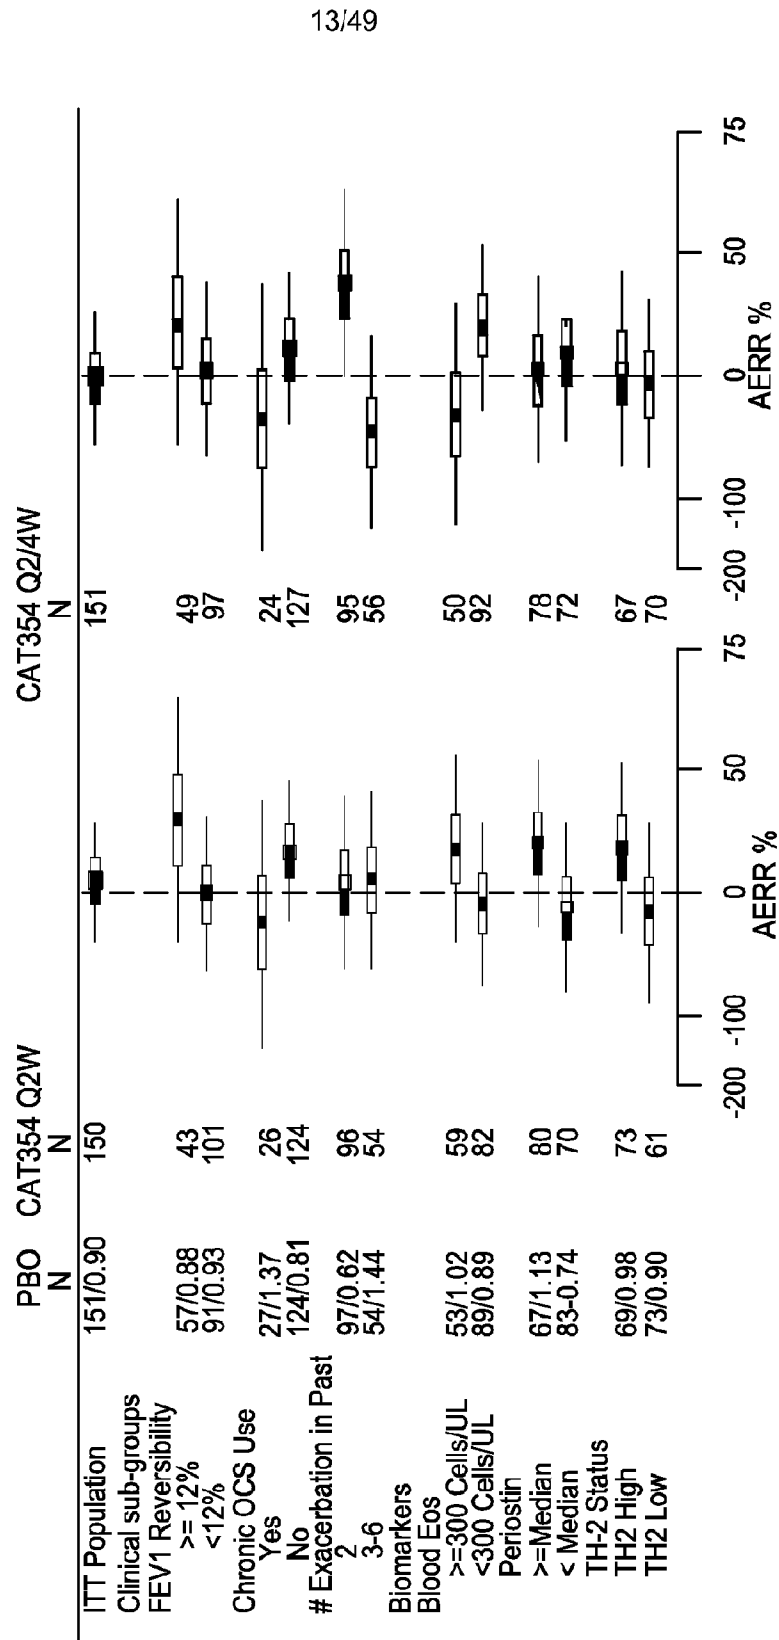 13/49
PBO CAT354 Q2W CAT354 Q2/4W
N N N
ITT Population 151/0.90 150 151
Clinical sub-groups
FEV1 Reversibility
>= 12% 57/0.88 43 49
<12% 91/0.93 101 97
Chronic OCS Use
Yes 27/1.37 26 24
No 124/0.81 124 127
# Exacerbation in Past
2 97/0.62 96 95
3-6 54/1.44 54 56
Biomarkers
Blood Eos
>=300 Cells/UL 53/1.02 59 50
<300 Cells/UL 89/0.89 82 92
Periostin
>=Median 67/1.13 80 78
< Median 83-0.74 70 72
TH-2 Status
TH2 High 69/0.98 73 67
TH2 Low 73/0.90 61 70
-200 -100 0 50 75 -200 -100 0 50 75
AERR % AERR %